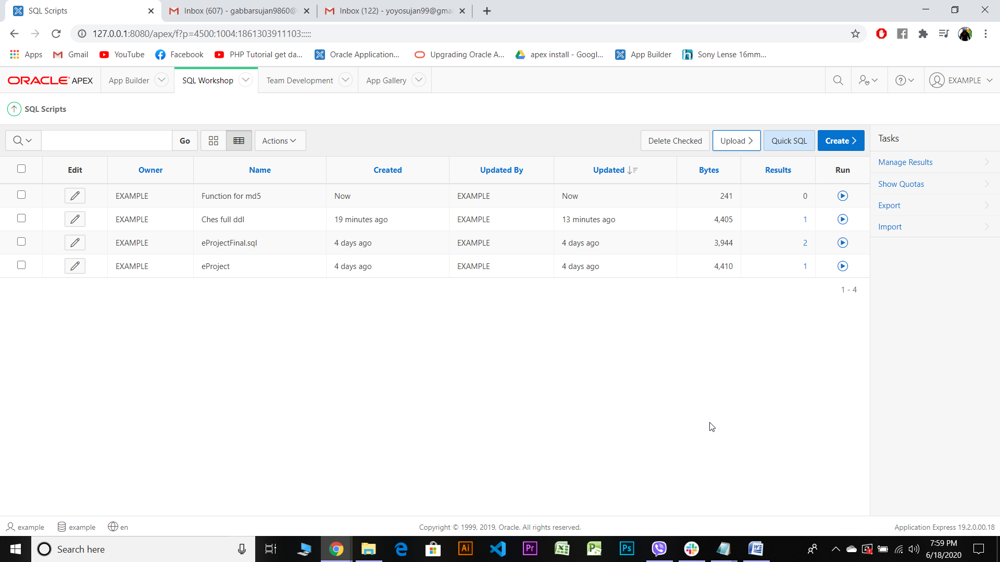 SQL Scripts
Inbox (607) - gabbarsujan9860@
Inbox (122) - yoyosujan99@gmai
127.0.0.1:8080/apex/f?p=4500:1004:1861303911103:::::
Apps
Gmail
YouTube
Facebook
PHP Tutorial get da...
Oracle Application...
Upgrading Oracle A...
apex install - Googl...
App Builder
Sony Lense 16mm...
ORACLE APEX
App Builder
SQL Workshop
Team Development
App Gallery
EXAMPLE
SQL Scripts
Go
Actions
Delete Checked
Upload
Quick SQL
Create
Edit Owner Name Created Updated By Updated Bytes Results Run
EXAMPLE Function for md5 Now EXAMPLE Now 241 0
EXAMPLE Ches full ddl 19 minutes ago EXAMPLE 13 minutes ago 4,405 1
EXAMPLE eProjectFinal.sql 4 days ago EXAMPLE 4 days ago 3,944 2
EXAMPLE eProject 4 days ago EXAMPLE 4 days ago 4,410 1
1 - 4
Tasks
Manage Results
Show Quotas
Export
Import
example
example
en
Copyright © 1999, 2019, Oracle. All rights reserved.
Application Express 19.2.0.00.18
Search here
Ai
Pr
Ps
7:59 PM
6/18/2020